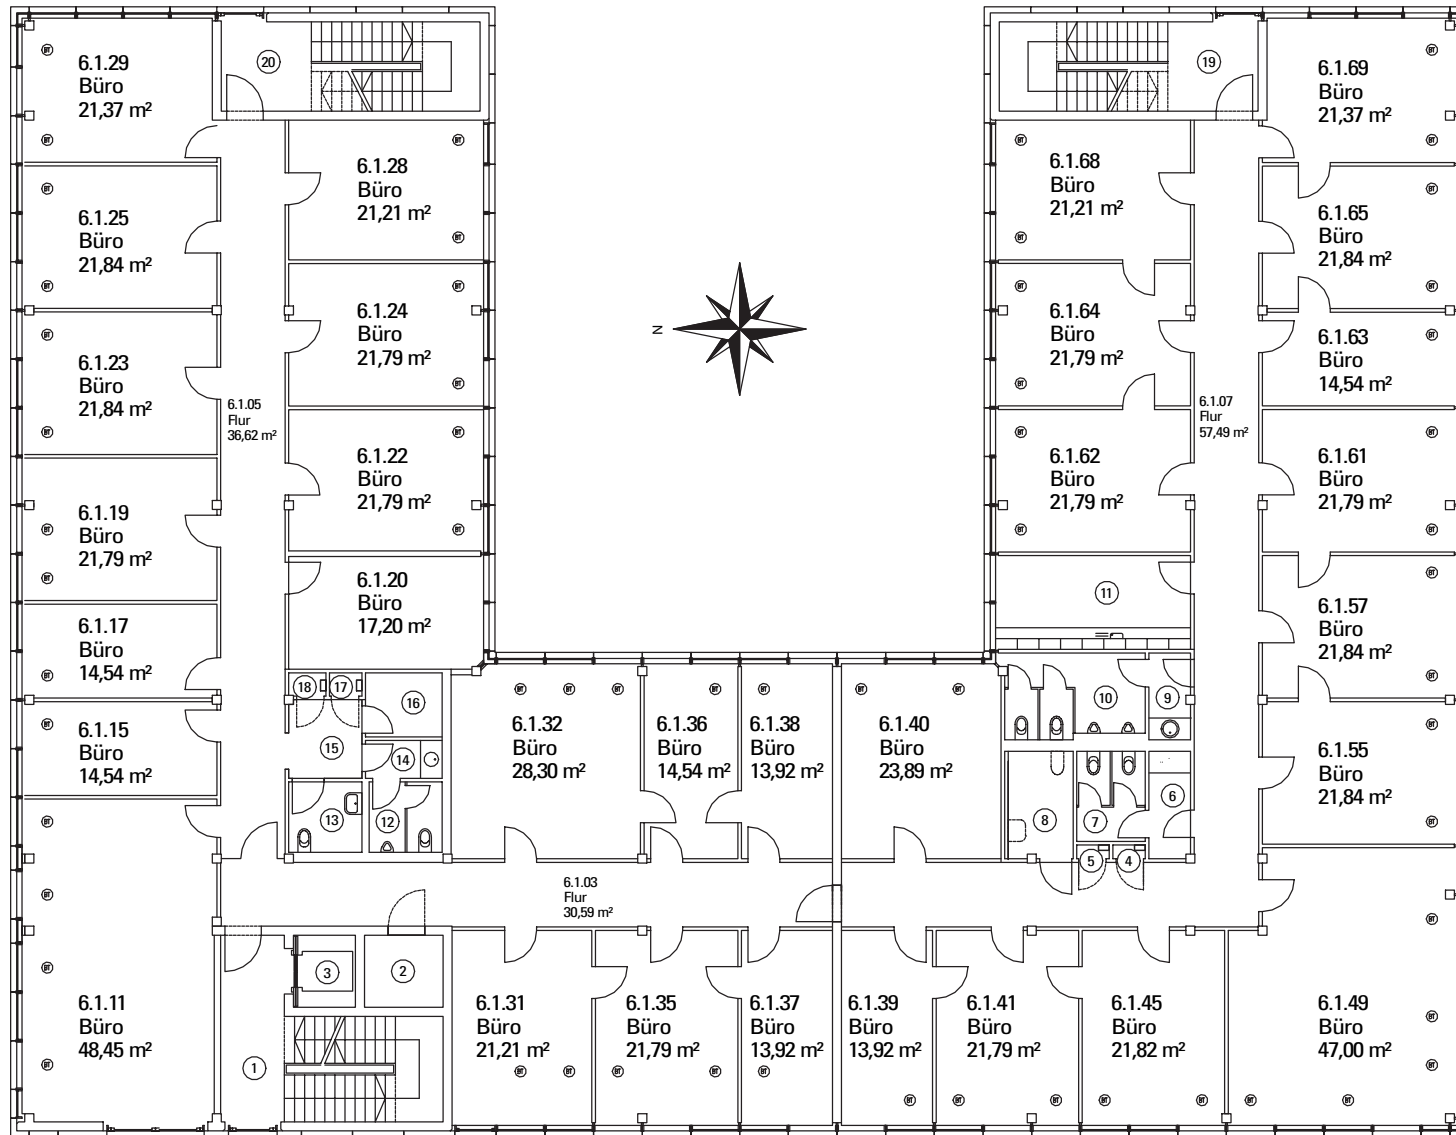 6.1.29
Büro
21,37 m²
20
19
6.1.69
Büro
21,37 m²
6.1.28
Büro
21,21 m²
6.1.68
Büro
21,21 m²
6.1.25
Büro
21,84 m²
6.1.65
Büro
21,84 m²
6.1.24
Büro
21,79 m²
N
6.1.64
Büro
21,79 m²
6.1.63
Büro
14,54 m²
6.1.23
Büro
21,84 m²
6.1.05
Flur
36,62 m²
6.1.07
Flur
57,49 m²
6.1.22
Büro
21,79 m²
6.1.62
Büro
21,79 m²
6.1.61
Büro
21,79 m²
6.1.19
Büro
21,79 m²
6.1.20
Büro
17,20 m²
11
6.1.57
Büro
21,84 m²
6.1.17
Büro
14,54 m²
18
17
16
15
14
13
12
6.1.15
Büro
14,54 m²
6.1.32
Büro
28,30 m²
6.1.36
Büro
14,54 m²
6.1.38
Büro
13,92 m²
6.1.40
Büro
23,89 m²
10
9
8
7
6
5
4
6.1.55
Büro
21,84 m²
6.1.03
Flur
30,59 m²
6.1.11
Büro
48,45 m²
3
2
1
6.1.31
Büro
21,21 m²
6.1.35
Büro
21,79 m²
6.1.37
Büro
13,92 m²
6.1.39
Büro
13,92 m²
6.1.41
Büro
21,79 m²
6.1.45
Büro
21,82 m²
6.1.49
Büro
47,00 m²